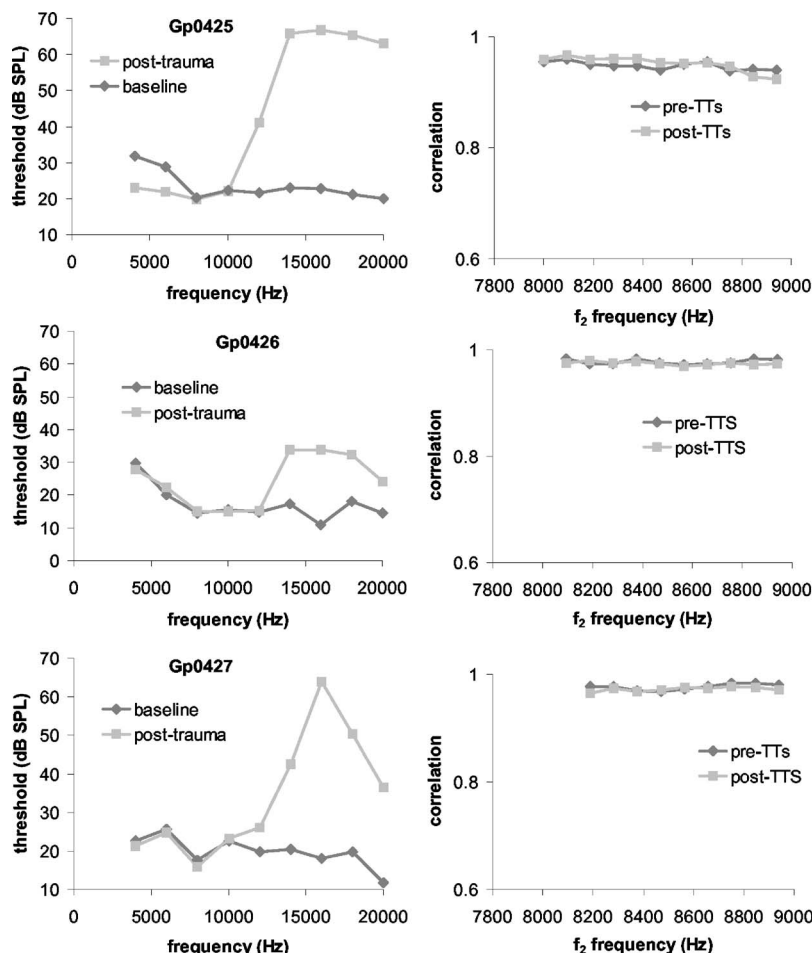 Gp0425
threshold (dB SPL)
70
60
50
40
30
20
10
post-trauma
baseline
0 5000 10000 15000 20000
frequency (Hz)
correlation
1
0.8
0.6
pre-TTs
post-TTs
7800 8000 8200 8400 8600 8800 9000
f₂ frequency (Hz)
Gp0426
threshold (dB SPL)
70
60
50
40
30
20
10
0
baseline
post-trauma
0 5000 10000 15000 20000
frequency (Hz)
correlation
1
0.8
0.6
pre-TTS
post-TTS
7800 8000 8200 8400 8600 8800 9000
f₂ frequency (Hz)
Gp0427
threshold (dB SPL)
70
60
50
40
30
20
10
baseline
post-trauma
0 5000 10000 15000 20000
frequency (Hz)
correlation
1
0.8
0.6
pre-TTs
post-TTS
7800 8000 8200 8400 8600 8800 9000
f₂ frequency (Hz)